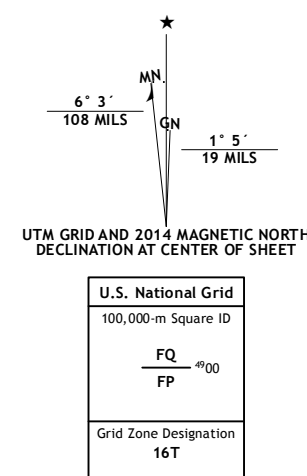 ★
MN
GN
6° 3´
108 MILS
1° 5´
19 MILS
UTM GRID AND 2014 MAGNETIC NORTH
DECLINATION AT CENTER OF SHEET
U.S. National Grid
100,000-m Square ID
FQ
4900
FP
Grid Zone Designation
16T